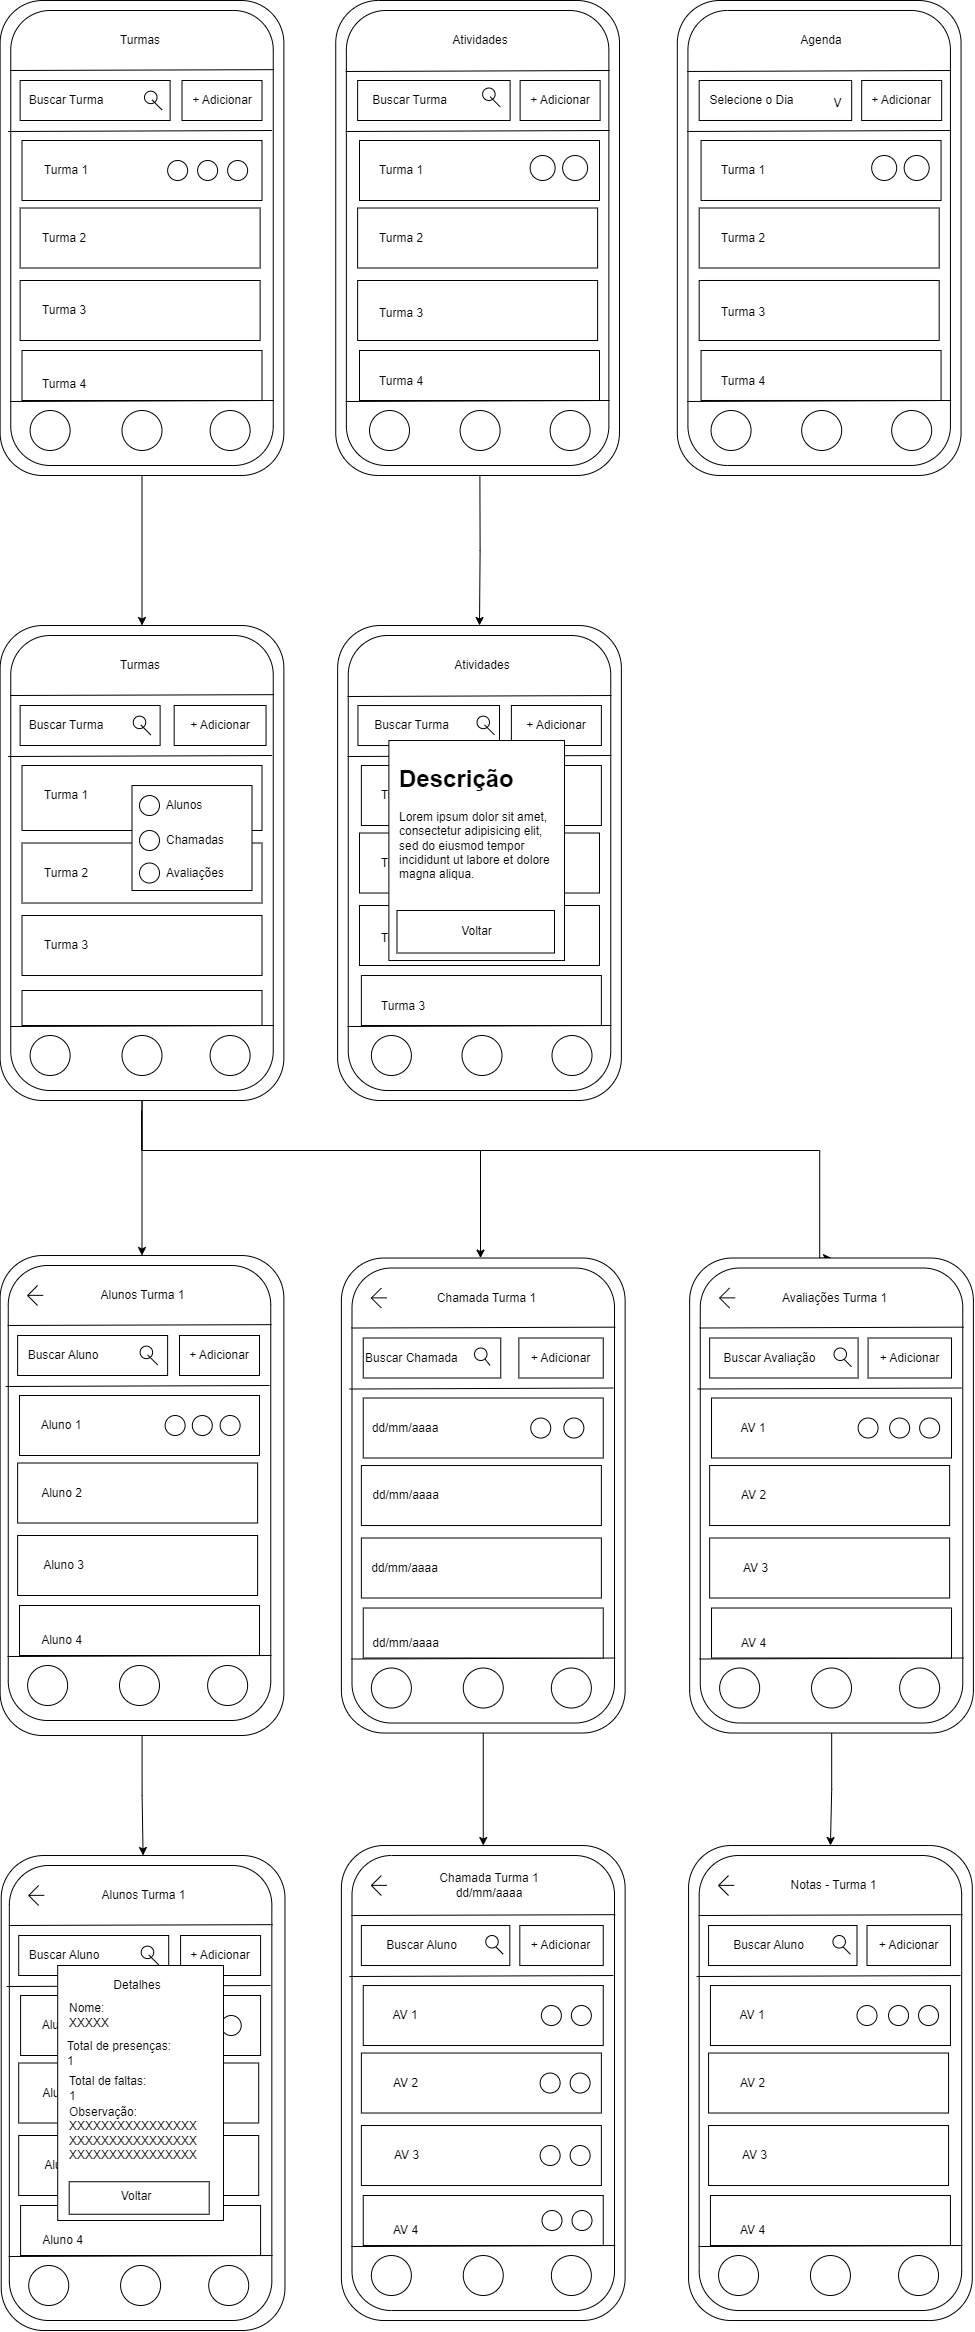 Turmas
Buscar Turma
+ Adicionar
Turma 1
Turma 2
Turma 3
Turma 4
Atividades
Buscar Turma
+ Adicionar
Turma 1
Turma 2
Turma 3
Turma 4
Agenda
Selecione o Dia
V
+ Adicionar
Turma 1
Turma 2
Turma 3
Turma 4
Turmas
Buscar Turma
+ Adicionar
Turma 1
Alunos
Chamadas
Avaliações
Turma 2
Turma 3
Atividades
Buscar Turma
+ Adicionar
T
T
T
Descrição
Lorem ipsum dolor sit amet,
consectetur adipisicing elit,
sed do eiusmod tempor
incididunt ut labore et dolore
magna aliqua.
Voltar
Turma 3
Alunos Turma 1
Buscar Aluno
+ Adicionar
Aluno 1
Aluno 2
Aluno 3
Aluno 4
Chamada Turma 1
Buscar Chamada
+ Adicionar
dd/mm/aaaa
dd/mm/aaaa
dd/mm/aaaa
dd/mm/aaaa
Avaliações Turma 1
Buscar Avaliação
+ Adicionar
AV 1
AV 2
AV 3
AV 4
Alunos Turma 1
Buscar Aluno
+ Adicionar
Alu
Alu
Alu
Detalhes
Nome:
XXXXX
Total de presenças:
1
Total de faltas:
1
Observação:
XXXXXXXXXXXXXXXX
XXXXXXXXXXXXXXXX
XXXXXXXXXXXXXXXX
Voltar
Aluno 4
Chamada Turma 1
dd/mm/aaaa
Buscar Aluno
+ Adicionar
AV 1
AV 2
AV 3
AV 4
Notas - Turma 1
Buscar Aluno
+ Adicionar
AV 1
AV 2
AV 3
AV 4